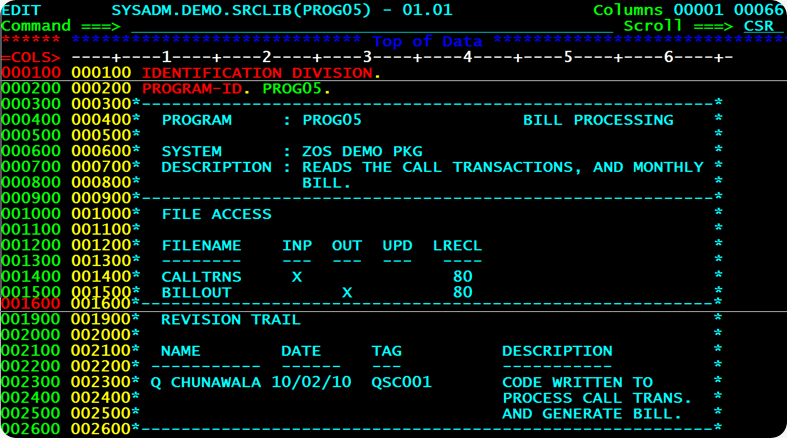 EDIT       SYSADM.DEMO.SRCLIB(PROG05) - 01.01              Columns 00001 00066
Command ===>                                                  Scroll ===> CSR
****** ***************************** Top of Data ******************************
=COLS> ----+----1----+----2----+----3----+----4----+----5----+----6----+-
000100 000100 IDENTIFICATION DIVISION.
000200 000200 PROGRAM-ID. PROG05.
000300 000300*---------------------------------------------------------*
000400 000400*  PROGRAM     : PROG05                BILL PROCESSING    *
000500 000500*                                                         *
000600 000600*  SYSTEM      : ZOS DEMO PKG                             *
000700 000700*  DESCRIPTION : READS THE CALL TRANSACTIONS, AND MONTHLY *
000800 000800*                BILL.                                    *
000900 000900*---------------------------------------------------------*
001000 001000*  FILE ACCESS                                            *
001100 001100*                                                         *
001200 001200*  FILENAME    INP  OUT  UPD  LRECL                       *
001300 001300*  --------    ---  ---  ---  ----                        *
001400 001400*  CALLTRNS     X               80                        *
001500 001500*  BILLOUT           X          80                        *
001600 001600*---------------------------------------------------------*
001900 001900*  REVISION TRAIL                                         *
002000 002000*                                                         *
002100 002100*  NAME        DATE     TAG          DESCRIPTION          *
002200 002200* -----------  ------   ---          -----------          *
002300 002300* Q CHUNAWALA 10/02/10  QSC001       CODE WRITTEN TO      *
002400 002400*                                    PROCESS CALL TRANS.  *
002500 002500*                                    AND GENERATE BILL.   *
002600 002600*---------------------------------------------------------*